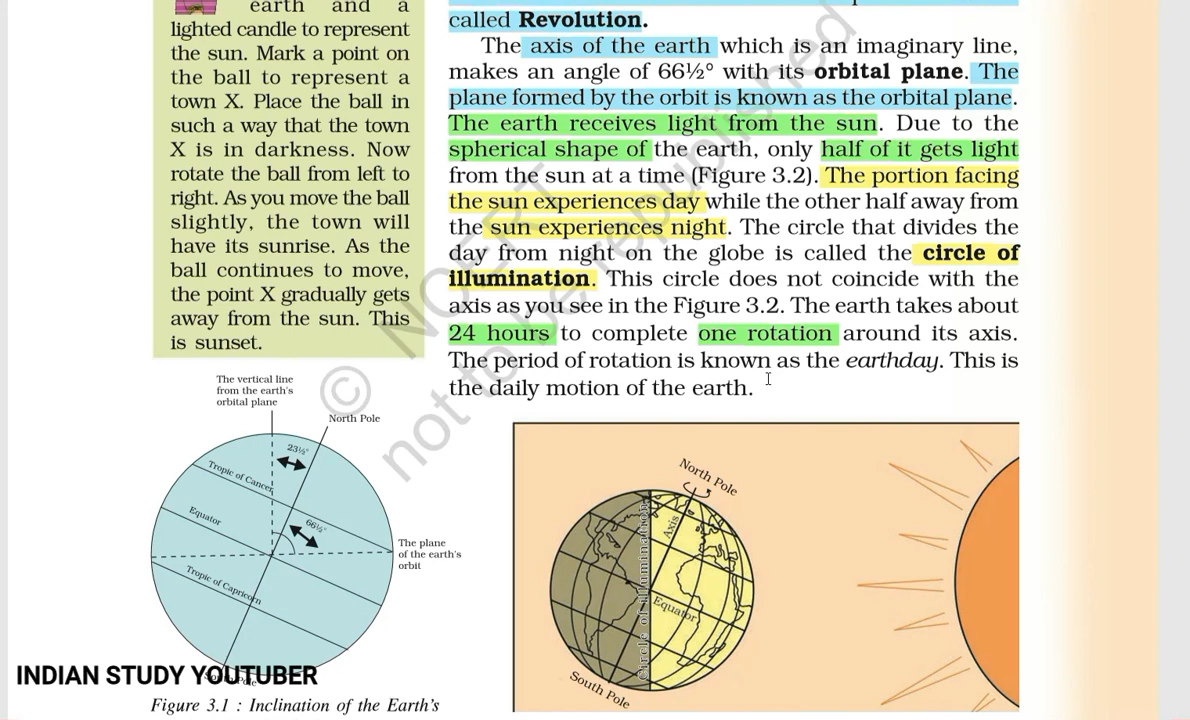 earth and a
lighted candle to represent
the sun. Mark a point on
the ball to represent a
town X. Place the ball in
such a way that the town
X is in darkness. Now
rotate the ball from left to
right. As you move the ball
slightly, the town will
have its sunrise. As the
ball continues to move,
the point X gradually gets
away from the sun. This
is sunset.
called Revolution.
The axis of the earth which is an imaginary line,
makes an angle of 66½° with its orbital plane. The
plane formed by the orbit is known as the orbital plane.
The earth receives light from the sun. Due to the
spherical shape of the earth, only half of it gets light
from the sun at a time (Figure 3.2). The portion facing
the sun experiences day while the other half away from
the sun experiences night. The circle that divides the
day from night on the globe is called the circle of
illumination. This circle does not coincide with the
axis as you see in the Figure 3.2. The earth takes about
24 hours to complete one rotation around its axis.
The period of rotation is known as the earthday. This is
the daily motion of the earth.
© NCERT
not to be republished
The vertical line
from the earth's
orbital plane
North Pole
23½°
Tropic of Cancer
Equator
66½°
The plane
of the earth's
orbit
Tropic of Capricorn
INDIAN STUDY YOUTUBER
Figure 3.1 : Inclination of the Earth's
North Pole
Axis
Circle of illumination
Equator
South Pole